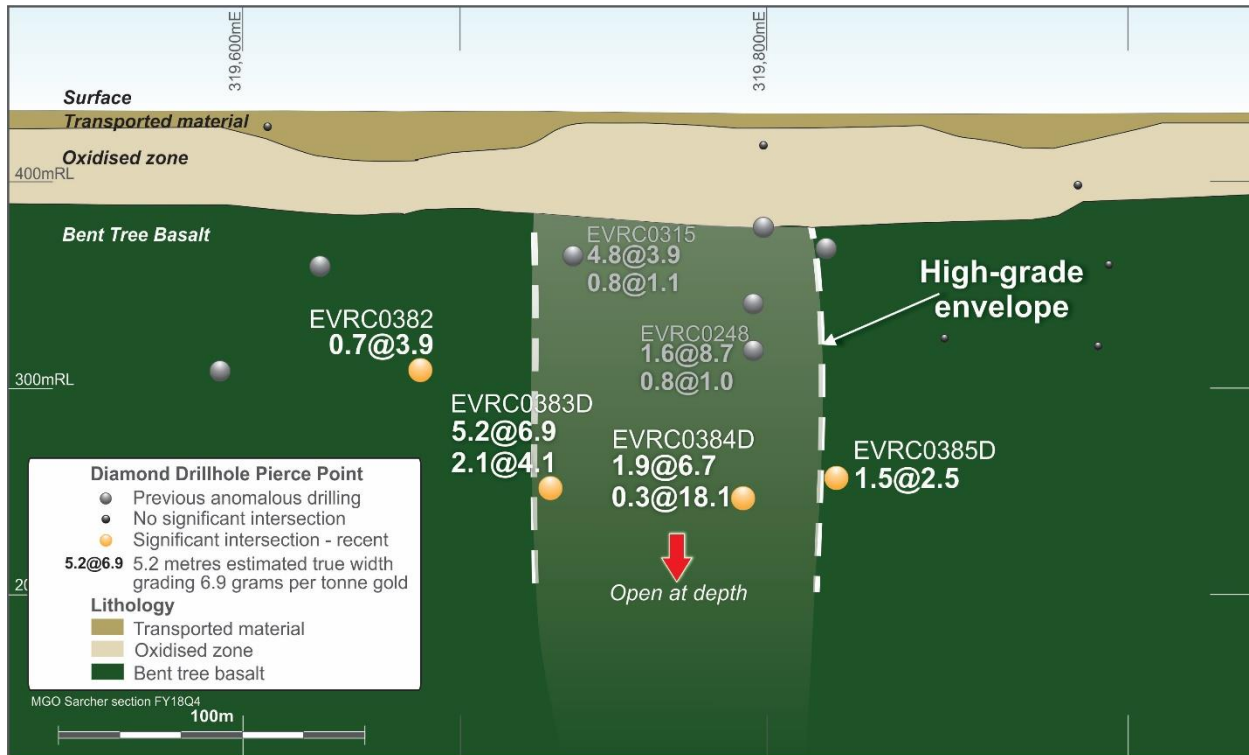 319,600mE
319,800mE
Surface
Transported material
Oxidised zone
400mRL
Bent Tree Basalt
EVRC0315
4.8@3.9
0.8@1.1
High-grade
envelope
EVRC0382
0.7@3.9
EVRC0248
1.6@8.7
0.8@1.0
300mRL
EVRC0383D
5.2@6.9
2.1@4.1
EVRC0384D
1.9@6.7
0.3@18.1
EVRC0385D
1.5@2.5
Open at depth
20
Diamond Drillhole Pierce Point
Previous anomalous drilling
No significant intersection
Significant intersection - recent
5.2@6.9 5.2 metres estimated true width
grading 6.9 grams per tonne gold
Lithology
Transported material
Oxidised zone
Bent tree basalt
MGO Sarcher section FY18Q4
100m